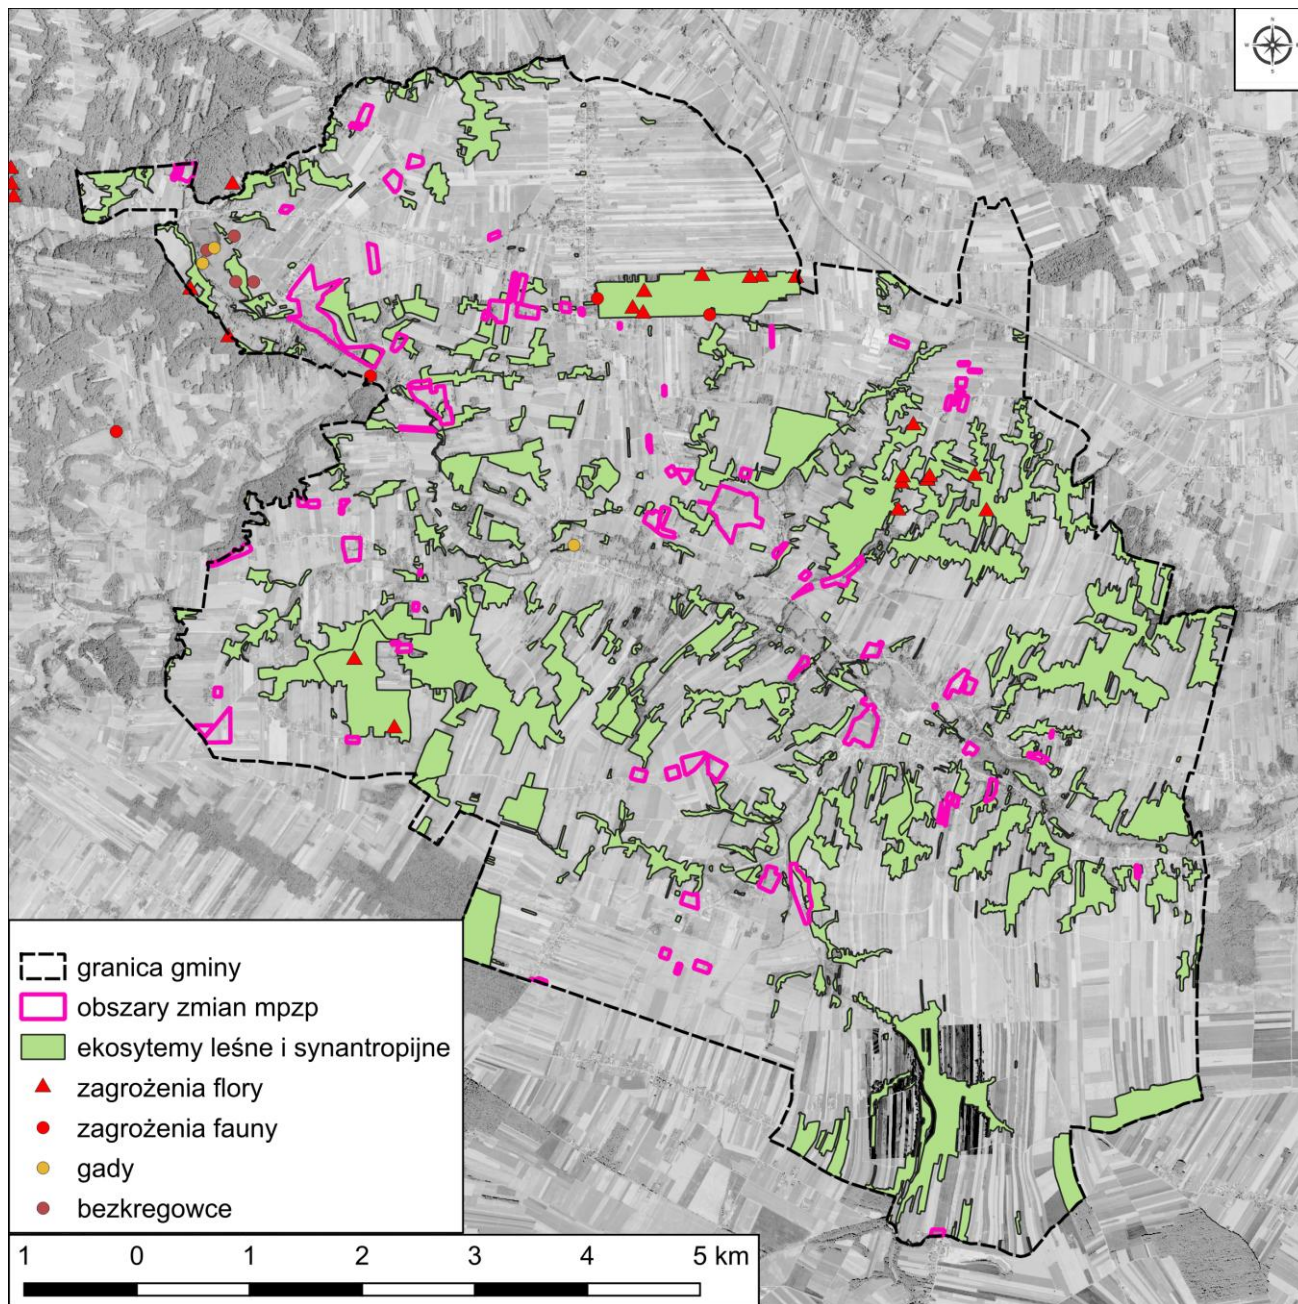 granica gminy
obszary zmian mpzp
ekosytemy leśne i synantropijne
zagrożenia flory
zagrożenia fauny
gady
bezkregowce
1 0 1 2 3 4 5 km